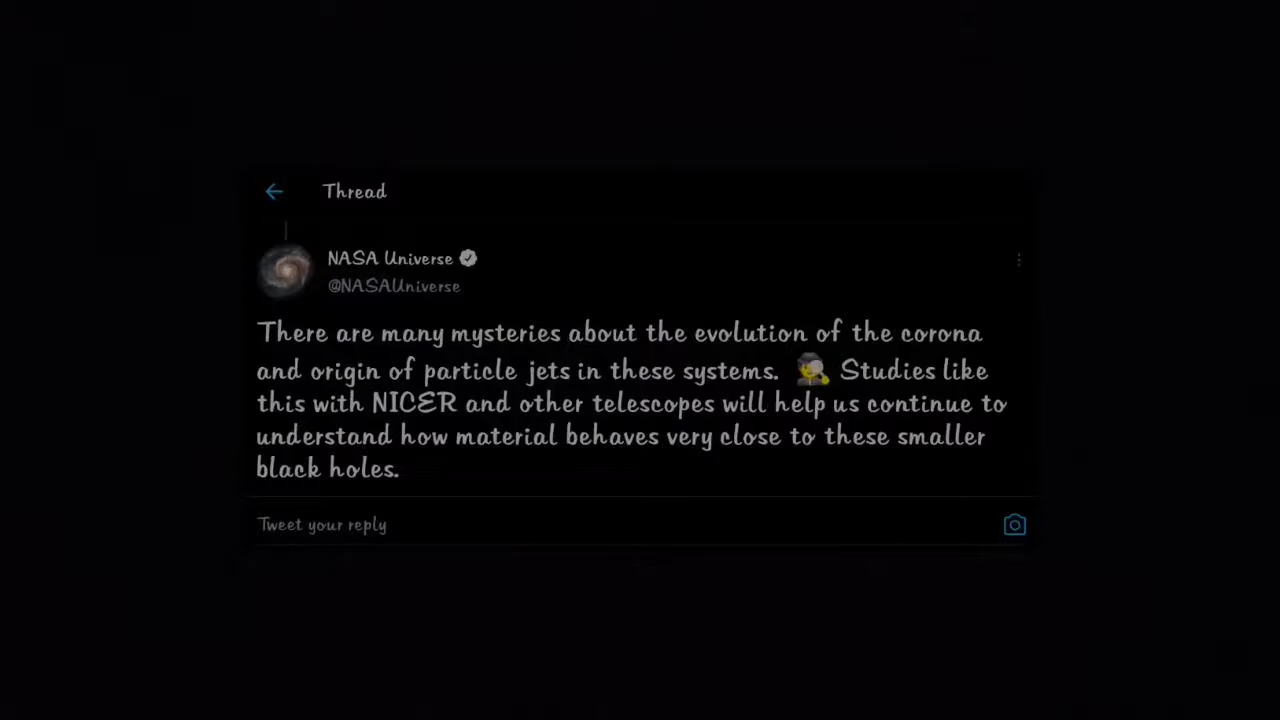 Thread
NASA Universe
@NASAUniverse
There are many mysteries about the evolution of the corona
and origin of particle jets in these systems. 🕵️ Studies like
this with NICER and other telescopes will help us continue to
understand how material behaves very close to these smaller
black holes.
Tweet your reply